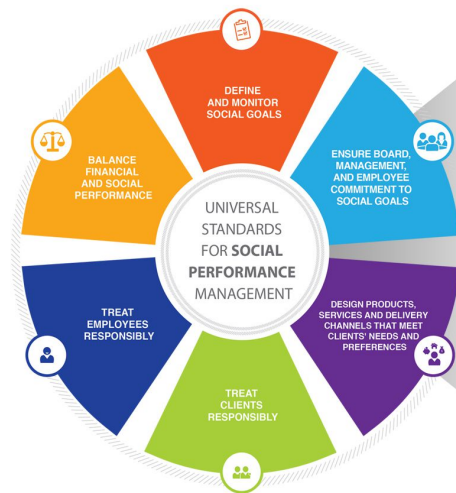 DEFINE
AND MONITOR
SOCIAL GOALS
ENSURE BOARD,
MANAGEMENT,
AND EMPLOYEE
COMMITMENT TO
SOCIAL GOALS
DESIGN PRODUCTS,
SERVICES AND DELIVERY
CHANNELS THAT MEET
CLIENTS' NEEDS AND
PREFERENCES
TREAT
CLIENTS
RESPONSIBLY
TREAT
EMPLOYEES
RESPONSIBLY
BALANCE
FINANCIAL
AND SOCIAL
PERFORMANCE
UNIVERSAL
STANDARDS
FOR SOCIAL
PERFORMANCE
MANAGEMENT